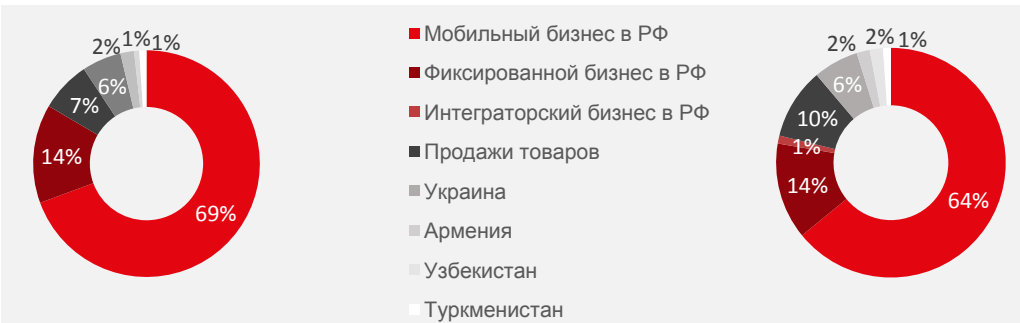 2% 1% 1%
6%
7%
14%
69%
Мобильный бизнес в РФ
Фиксированной бизнес в РФ
Интеграторский бизнес в РФ
Продажи товаров
Украина
Армения
Узбекистан
Туркменистан
2% 2% 1%
6%
10%
1%
14%
64%